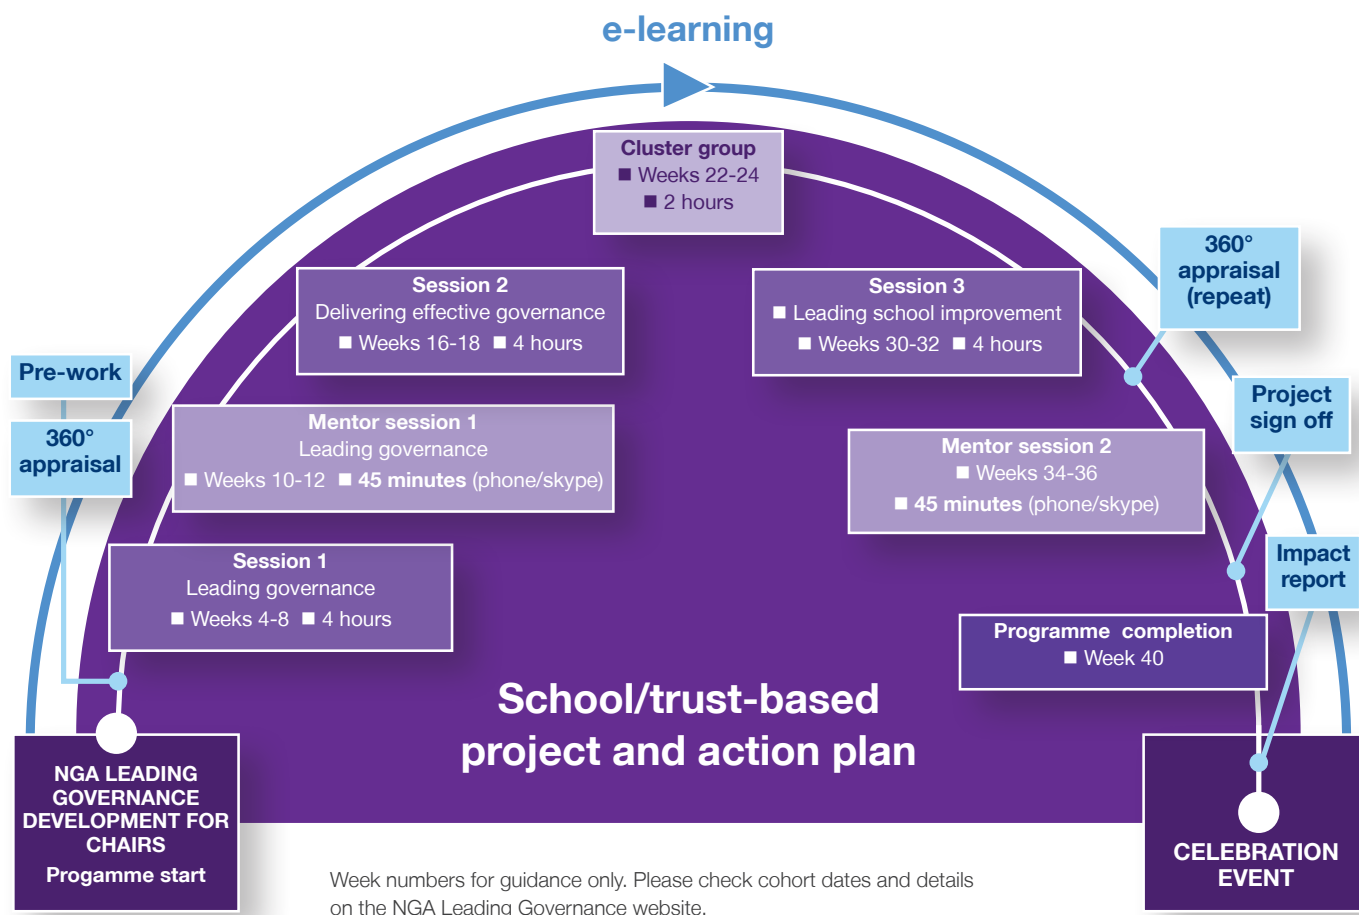 e-learning
Cluster group
■ Weeks 22-24
■ 2 hours
Session 2
Delivering effective governance
■ Weeks 16-18 ■ 4 hours
Session 3
■ Leading school improvement
■ Weeks 30-32 ■ 4 hours
360°
appraisal
(repeat)
Pre-work
360°
appraisal
Mentor session 1
Leading governance
■ Weeks 10-12 ■ 45 minutes (phone/skype)
Mentor session 2
■ Weeks 34-36
■ 45 minutes (phone/skype)
Project
sign off
Session 1
Leading governance
■ Weeks 4-8 ■ 4 hours
Impact
report
Programme completion
■ Week 40
School/trust-based
project and action plan
NGA LEADING
GOVERNANCE
DEVELOPMENT FOR
CHAIRS
Progamme start
CELEBRATION
EVENT
Week numbers for guidance only. Please check cohort dates and details
on the NGA Leading Governance website.